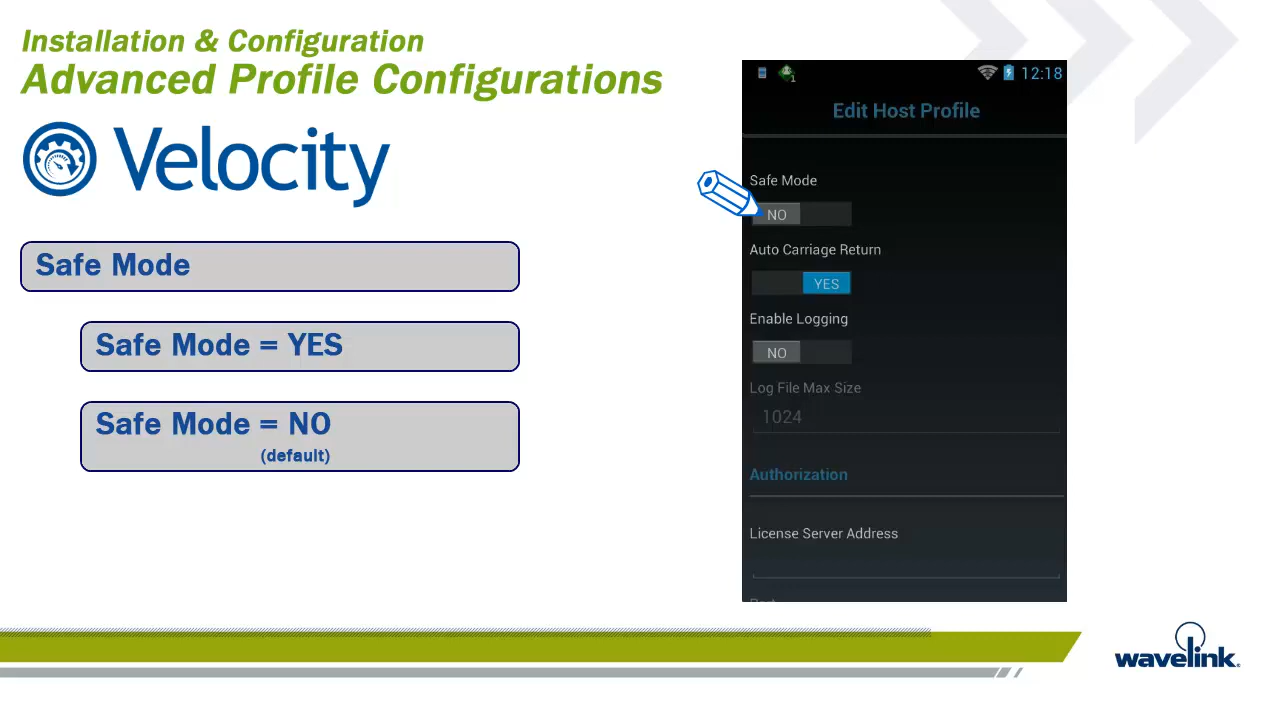 Installation & Configuration
Advanced Profile Configurations
Velocity
Safe Mode
Safe Mode = YES
Safe Mode = NO
(default)
1
12:18
Edit Host Profile
Safe Mode
NO
Auto Carriage Return
YES
Enable Logging
NO
Log File Max Size
1024
Authorization
License Server Address
Port
wavelink